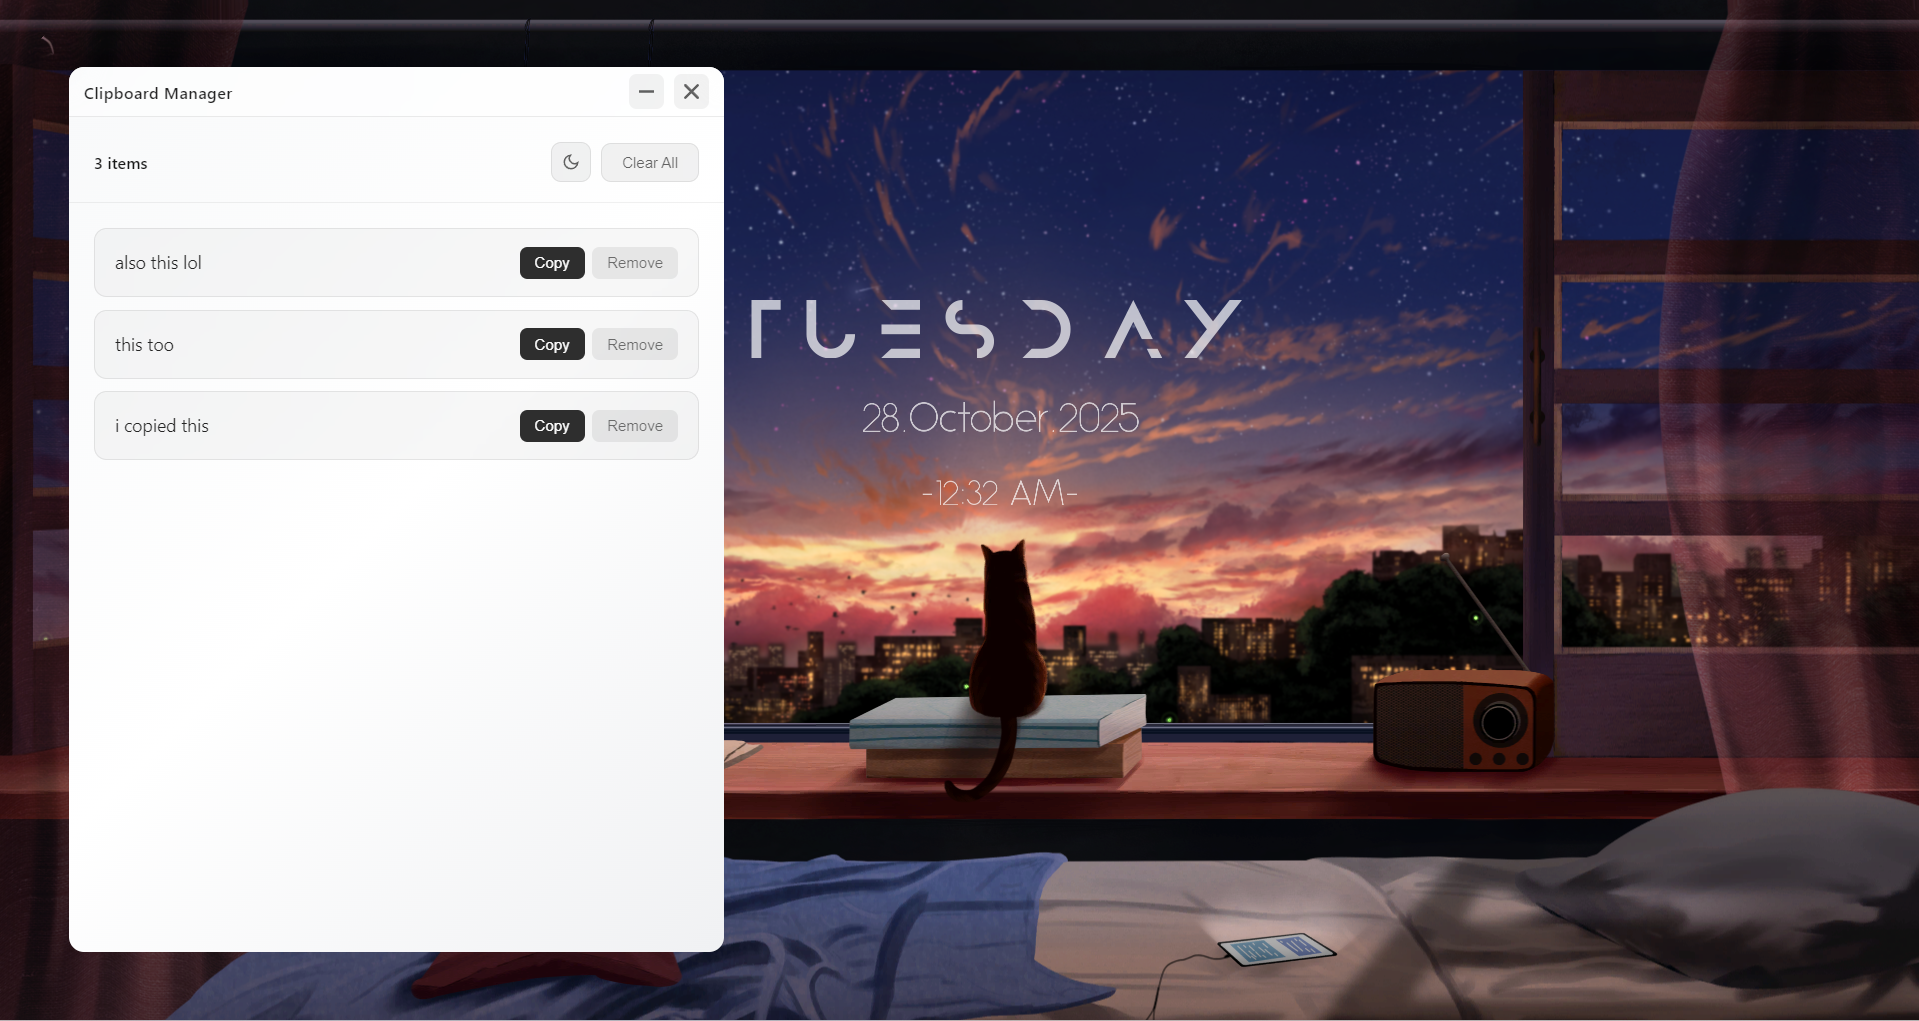 Clipboard Manager
3 items
Clear All
also this lol
Copy
Remove
this too
Copy
Remove
i copied this
Copy
Remove
TUESDAY
28.October.2025
-12:32 AM-